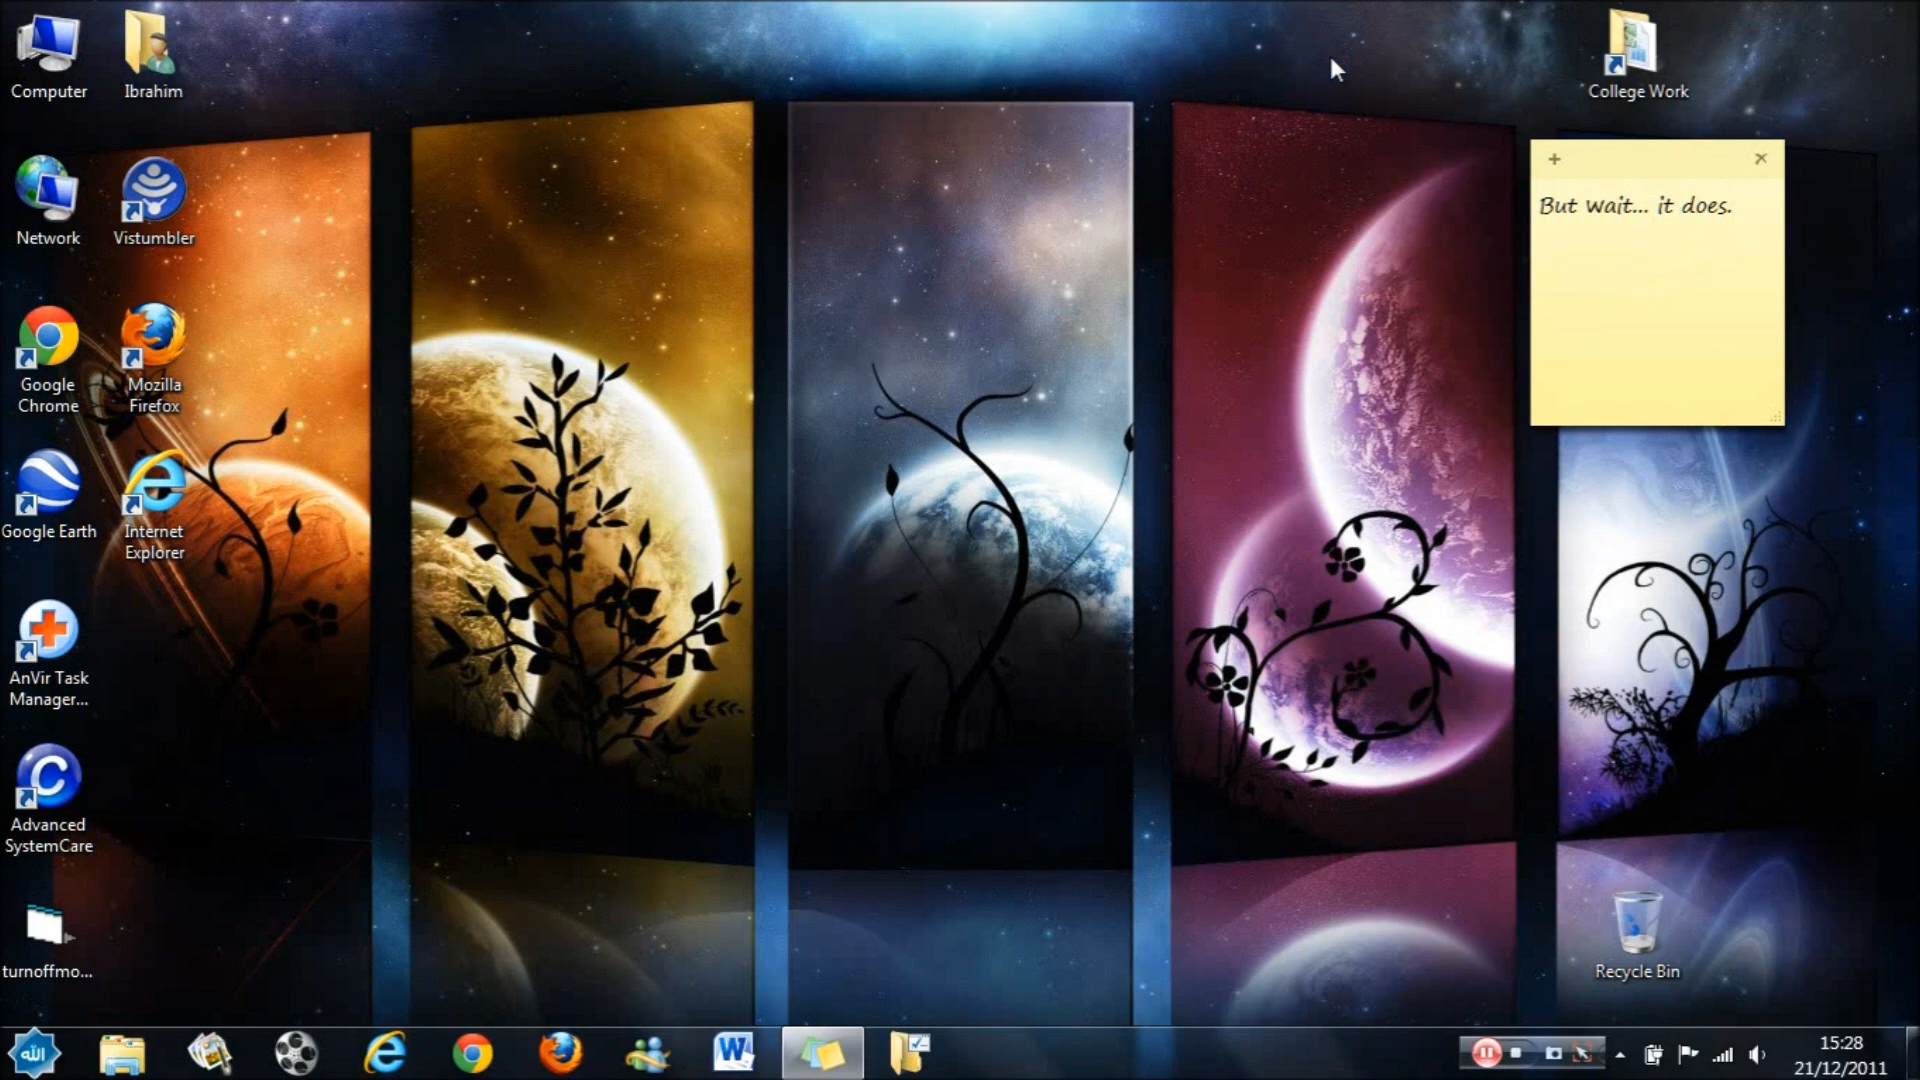 Computer
Ibrahim
College Work
But wait... it does.
Network
Vistumbler
Google
Chrome
Mozilla
Firefox
Google Earth
Internet
Explorer
AnVir Task
Manager...
Advanced
SystemCare
turnoffmo...
Recycle Bin
الله
15:28
21/12/2011